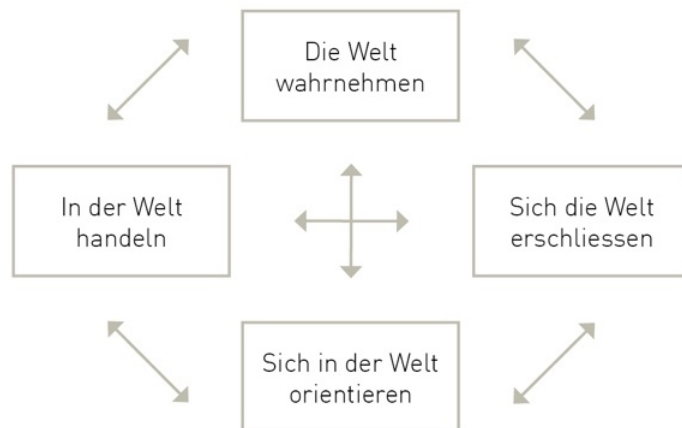 Die Welt
wahrnehmen
In der Welt
handeln
Sich die Welt
erschliessen
Sich in der Welt
orientieren